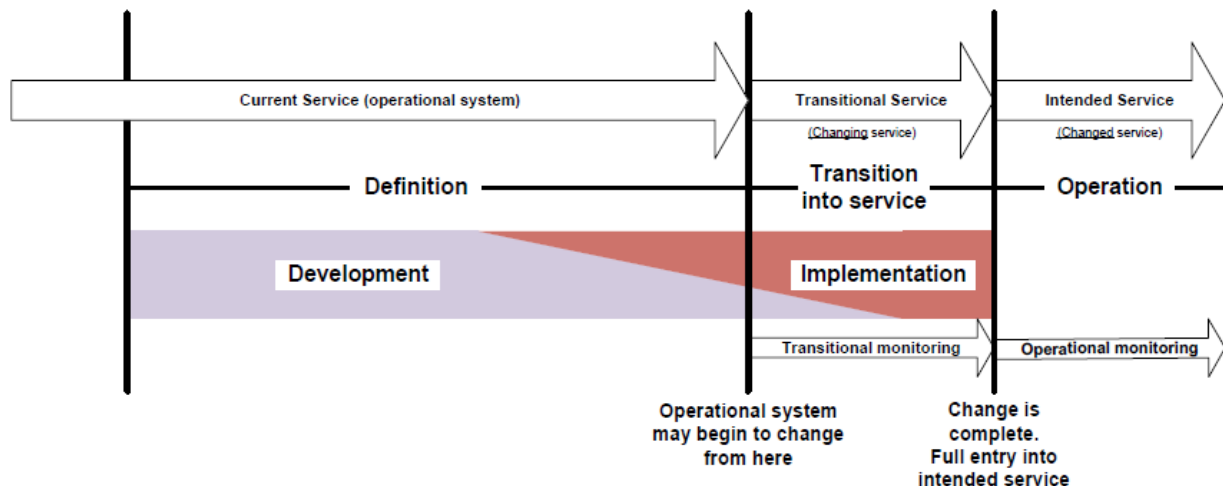 Current Service (operational system)
Transitional Service
(Changing service)
Intended Service
(Changed service)
Definition
Transition
into service
Operation
Development
Implementation
Transitional monitoring
Operational monitoring
Operational system
may begin to change
from here
Change is
complete.
Full entry into
intended service